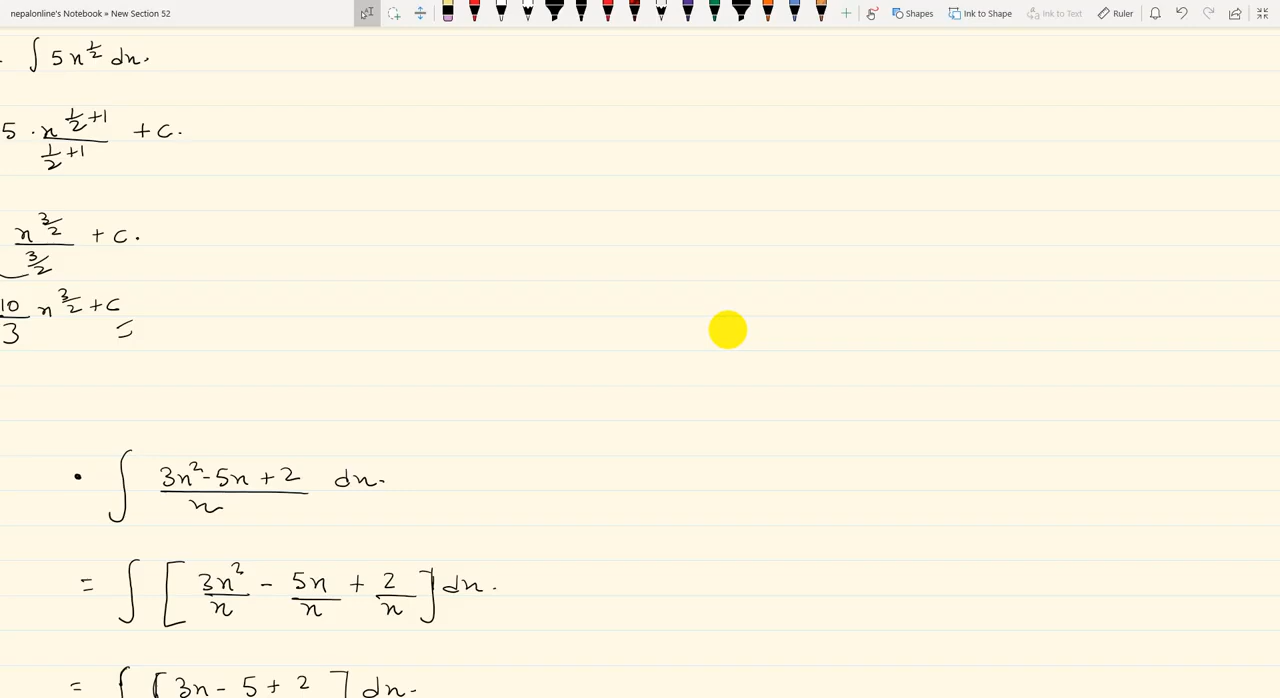 nepalonline's Notebook » New Section 52
Shapes Ink to Shape Ink to Text Ruler
∫ 5x^(1/2) dx.
5 · x^(1/2 + 1) / (1/2 + 1) + c.
x^(3/2) / (3/2) + c.
10/3 x^(3/2) + c
• ∫ (3x² - 5x + 2) / x dx.
= ∫ [ 3x²/x - 5x/x + 2/x ] dx.
= ∫ [ 3x - 5 + 2 ] dx.